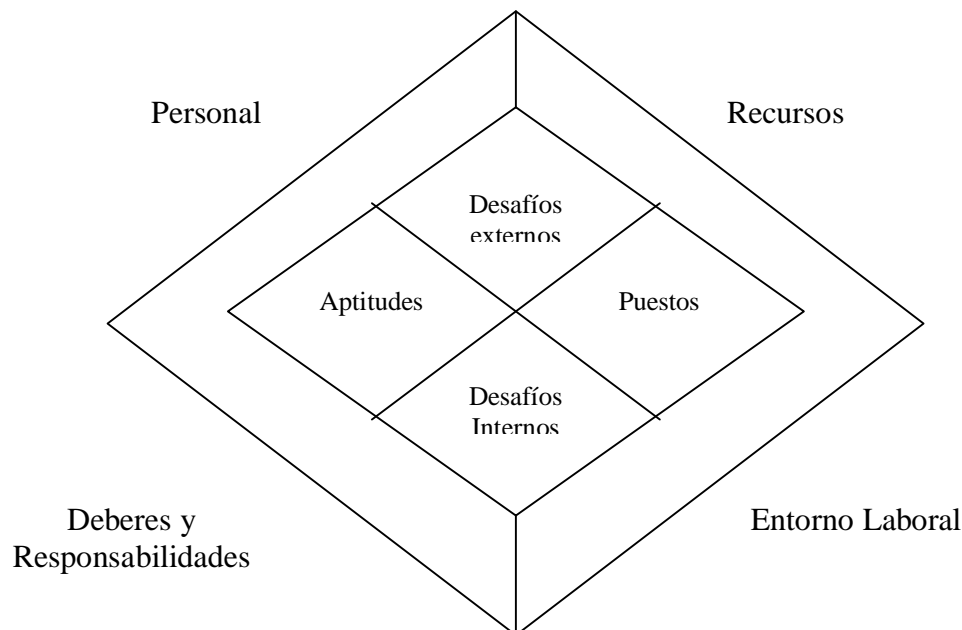 Personal
Recursos
Desafíos
externos
Aptitudes
Puestos
Desafíos
Internos
Deberes y
Responsabilidades
Entorno Laboral